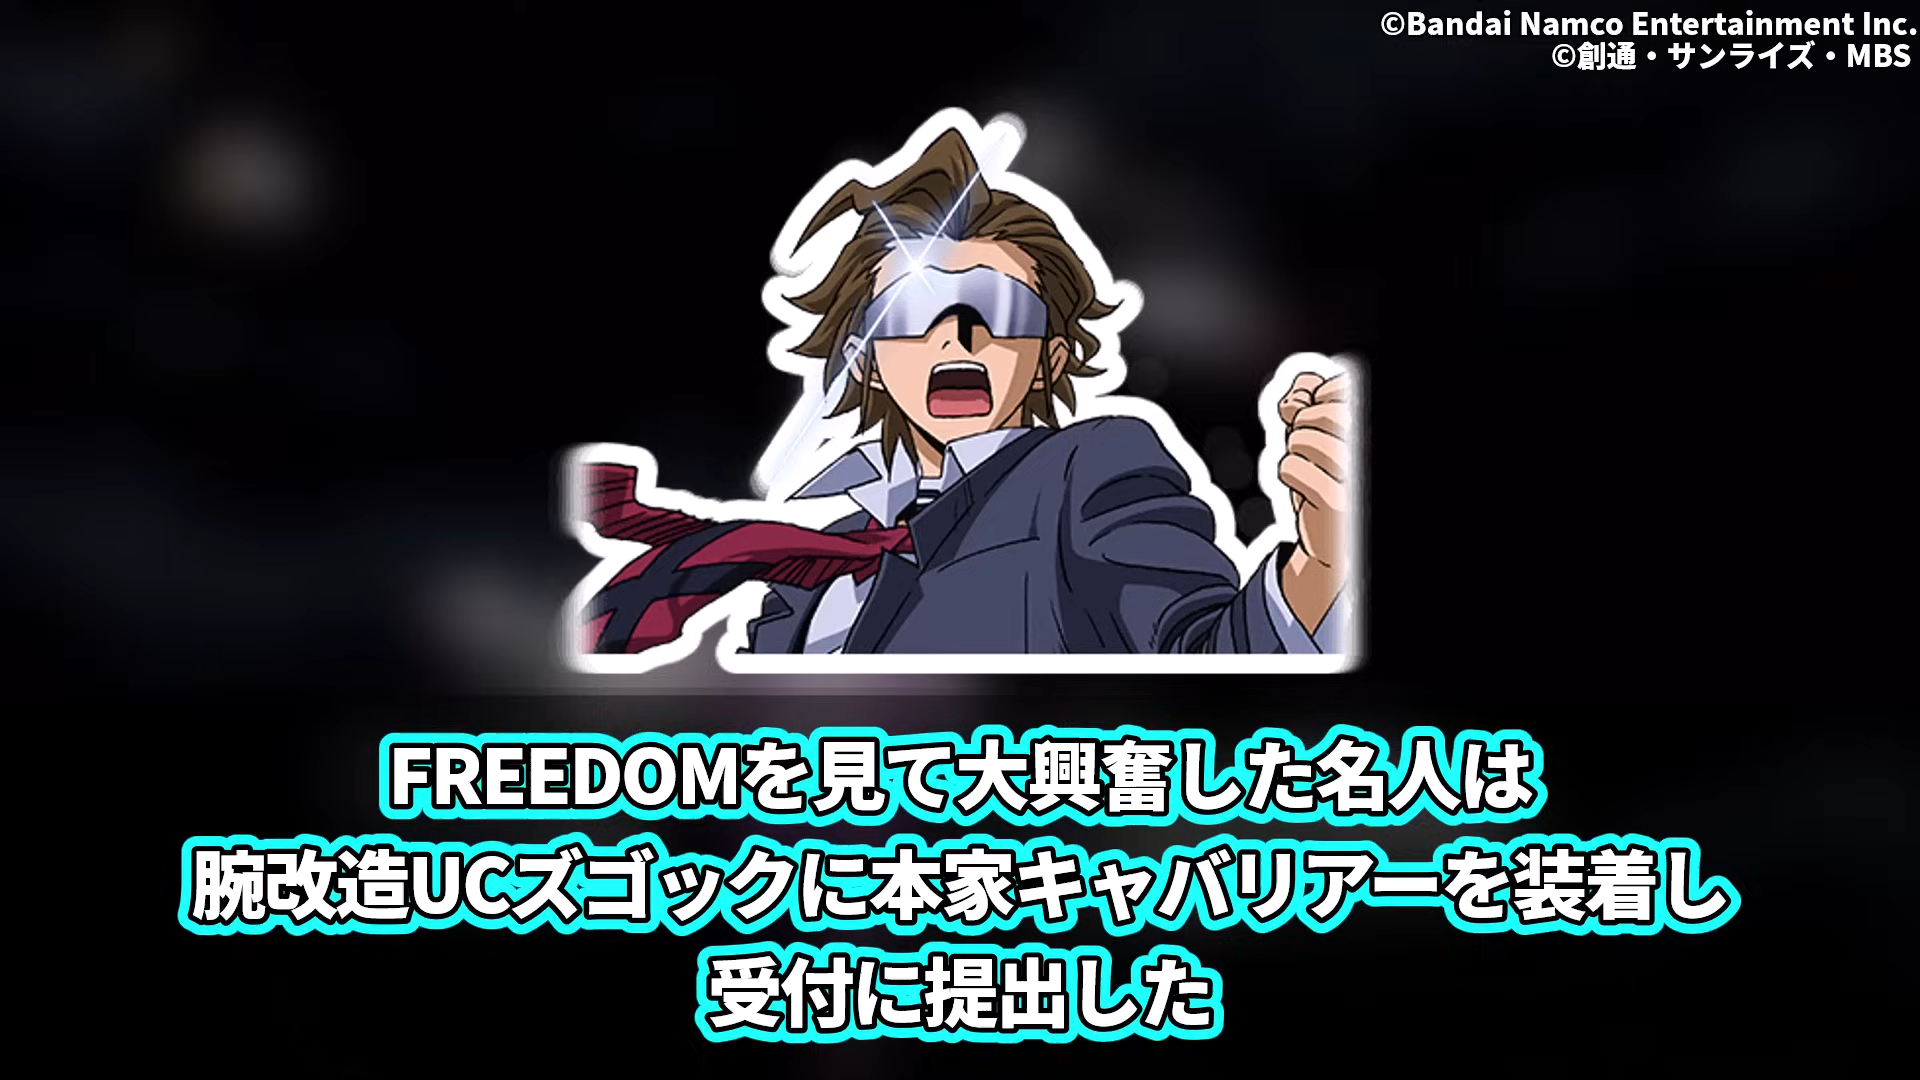 ©Bandai Namco Entertainment Inc.
©創通・サンライズ・MBS
FREEDOMを見て大興奮した名人は
腕改造UCズゴックに本家キャバリアーを装着し
受付に提出した